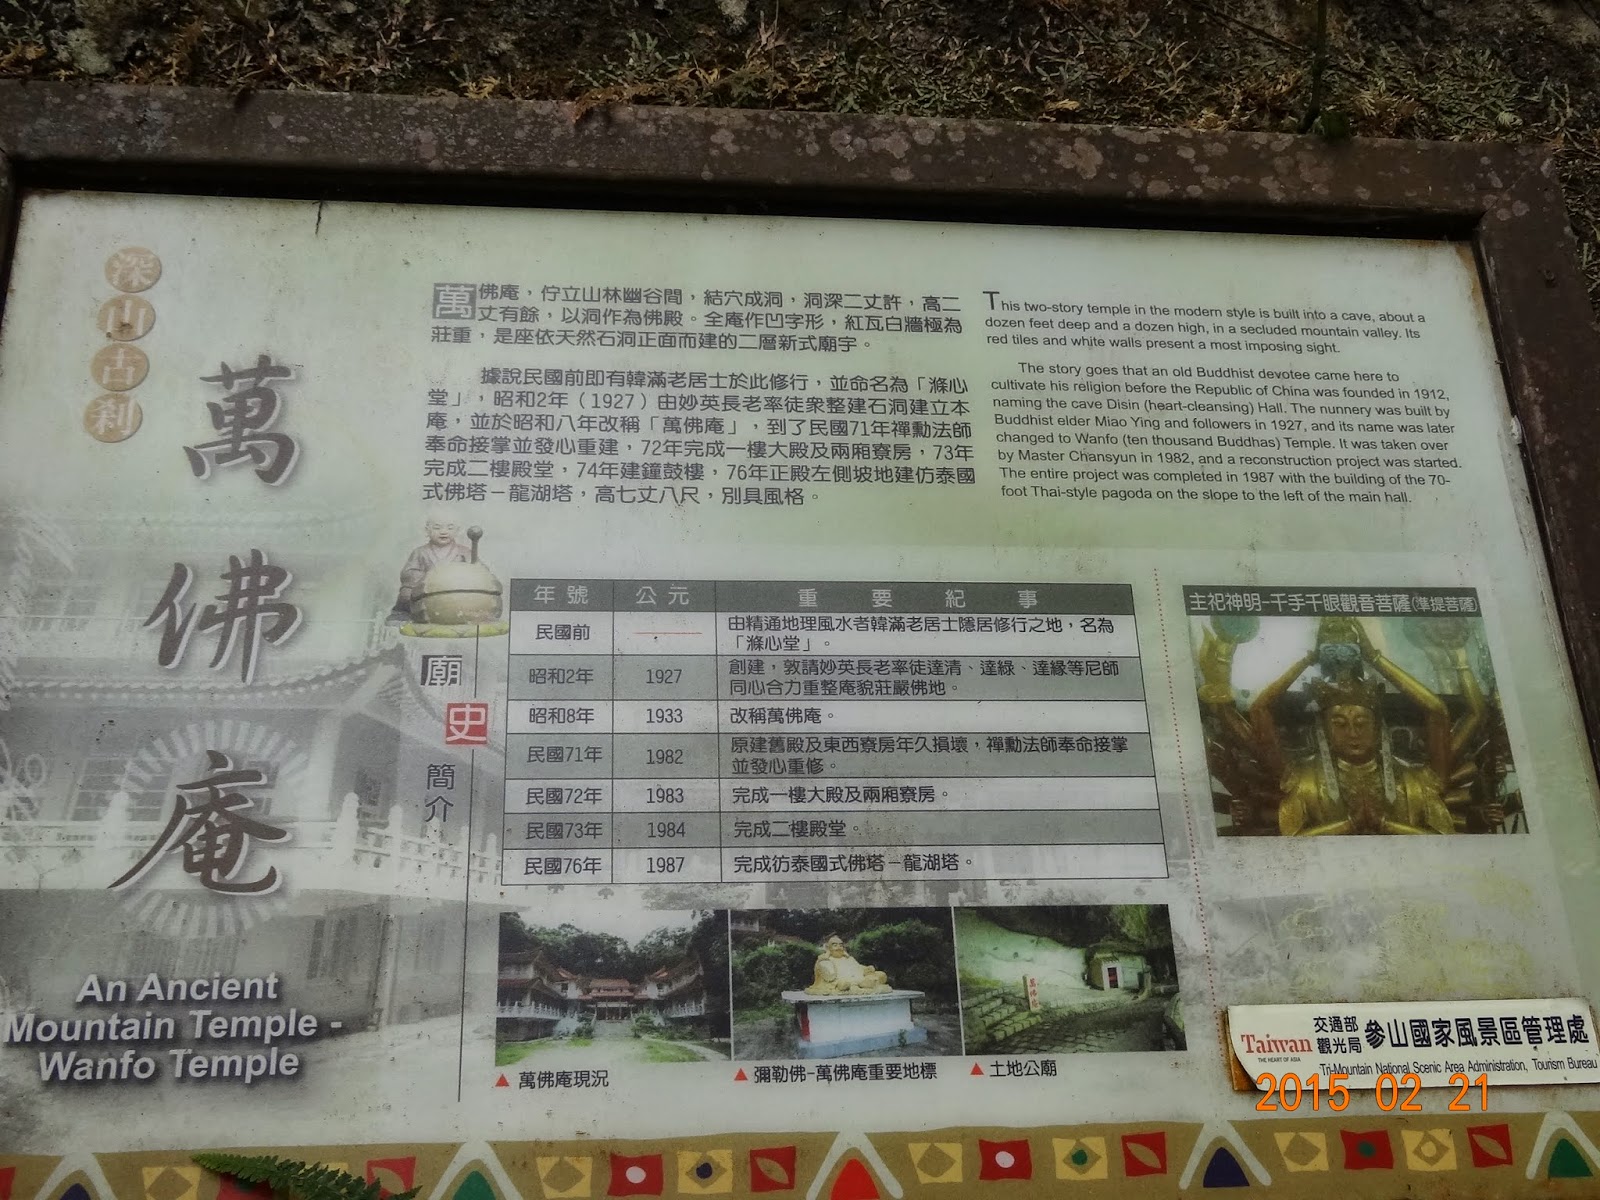 深山古剎
萬佛庵
An Ancient
Mountain Temple -
Wanfo Temple
萬佛庵，佇立山林幽谷間，結穴成洞，洞深二丈許，高二
丈有餘，以洞作為佛殿。全庵作凹字形，紅瓦白牆極為
莊重，是座依天然石洞正面而建的二層新式廟宇。
據說民國前即有韓滿老居士於此修行，並命名為「滌心
堂」，昭和2年（1927）由妙英長老率徒眾整建石洞建立本
庵，並於昭和八年改稱「萬佛庵」，到了民國71年禪勳法師
奉命接掌並發心重建，72年完成一樓大殿及兩廂寮房，73年
完成二樓殿堂，74年建鐘鼓樓，76年正殿左側坡地建仿泰國
式佛塔－龍湖塔，高七丈八尺，別具風格。
This two-story temple in the modern style is built into a cave, about a
dozen feet deep and a dozen high, in a secluded mountain valley. Its
red tiles and white walls present a most imposing sight.
The story goes that an old Buddhist devotee came here to
cultivate his religion before the Republic of China was founded in 1912,
naming the cave Disin (heart-cleansing) Hall. The nunnery was built by
Buddhist elder Miao Ying and followers in 1927, and its name was later
changed to Wanfo (ten thousand Buddhas) Temple. It was taken over
by Master Chansyun in 1982, and a reconstruction project was started.
The entire project was completed in 1987 with the building of the 70-
foot Thai-style pagoda on the slope to the left of the main hall.
廟史簡介
年號 公元 重要紀事
民國前 ——— 由精通地理風水者韓滿老居士隱居修行之地，名為
「滌心堂」。
昭和2年 1927 創建，敦請妙英長老率徒達清、達綠、達緣等尼師
同心合力重整庵貌莊嚴佛地。
昭和8年 1933 改稱萬佛庵。
民國71年 1982 原建舊殿及東西寮房年久損壞，禪勳法師奉命接掌
並發心重修。
民國72年 1983 完成一樓大殿及兩廂寮房。
民國73年 1984 完成二樓殿堂。
民國76年 1987 完成彷泰國式佛塔－龍湖塔。
主祀神明-千手千眼觀音菩薩(準提菩薩)
萬佛庵
▲ 萬佛庵現況
▲ 彌勒佛-萬佛庵重要地標
▲ 土地公廟
Taiwan
THE HEART OF ASIA
交通部
觀光局
參山國家風景區管理處
Tri-Mountain National Scenic Area Administration, Tourism Bureau
2015 02 21